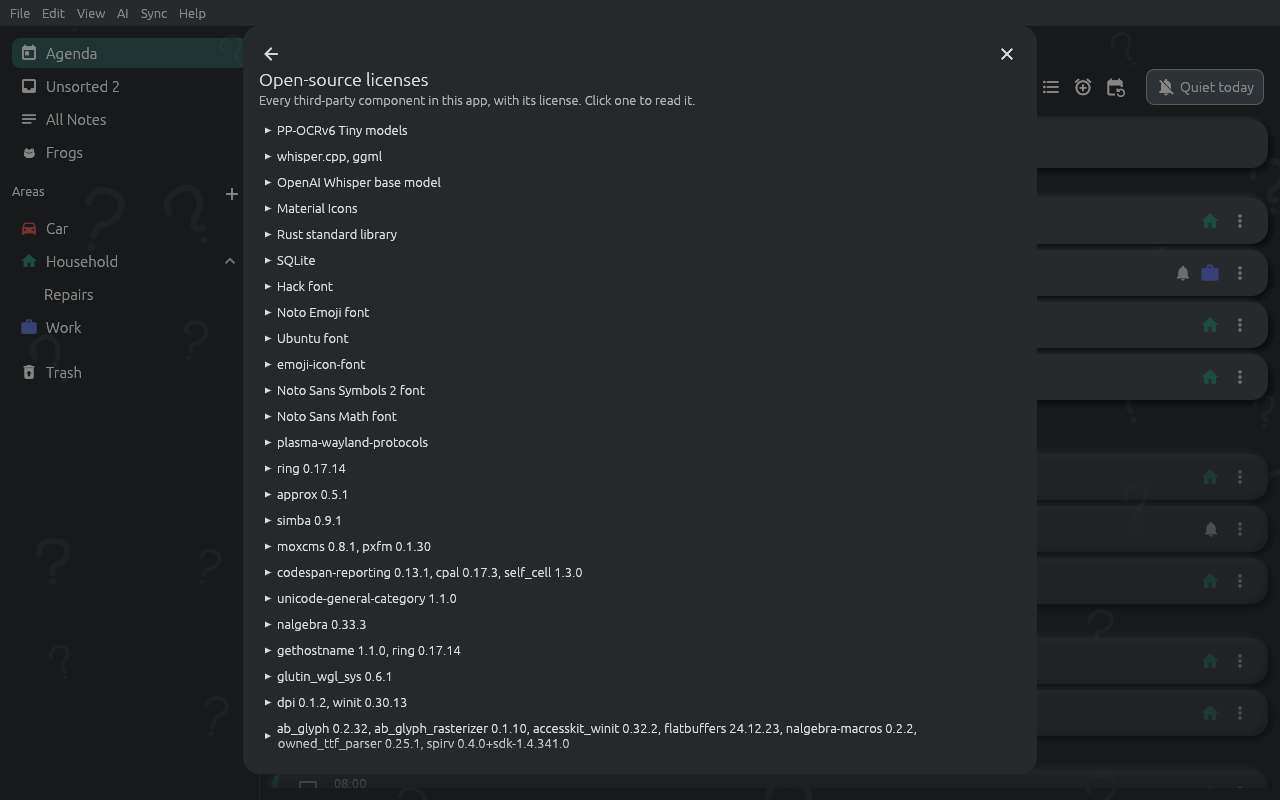 File Edit View AI Sync Help
Agenda
Unsorted 2
All Notes
Frogs
Areas
Car
Household
Repairs
Work
Trash
Open-source licenses
Every third-party component in this app, with its license. Click one to read it.
PP-OCRv6 Tiny models
whisper.cpp, ggml
OpenAI Whisper base model
Material Icons
Rust standard library
SQLite
Hack font
Noto Emoji font
Ubuntu font
emoji-icon-font
Noto Sans Symbols 2 font
Noto Sans Math font
plasma-wayland-protocols
ring 0.17.14
approx 0.5.1
simba 0.9.1
moxcms 0.8.1, pxfm 0.1.30
codespan-reporting 0.13.1, cpal 0.17.3, self_cell 1.3.0
unicode-general-category 1.1.0
nalgebra 0.33.3
gethostname 1.1.0, ring 0.17.14
glutin_wgl_sys 0.6.1
dpi 0.1.2, winit 0.30.13
ab_glyph 0.2.32, ab_glyph_rasterizer 0.1.10, accesskit_winit 0.32.2, flatbuffers 24.12.23, nalgebra-macros 0.2.2,
owned_ttf_parser 0.25.1, spirv 0.4.0+sdk-1.4.341.0
Quiet today
08:00